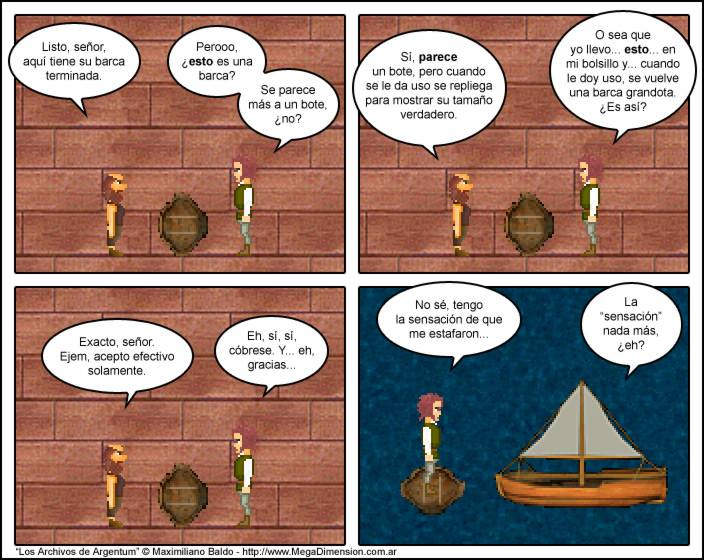 Listo, señor,
aquí tiene su barca
terminada.
Perooo,
¿esto es una
barca?
Se parece
más a un bote,
¿no?
Sí, parece
un bote, pero cuando
se le da uso se repliega
para mostrar su tamaño
verdadero.
O sea que
yo llevo... esto... en
mi bolsillo y... cuando
le doy uso, se vuelve
una barca grandota.
¿Es así?
Exacto, señor.
Ejem, acepto efectivo
solamente.
Eh, sí, sí,
cóbrese. Y... eh,
gracias...
No sé, tengo
la sensación de que
me estafaron...
La
“sensación”
nada más,
¿eh?
“Los Archivos de Argentum” © Maximiliano Baldo - http://www.MegaDimension.com.ar